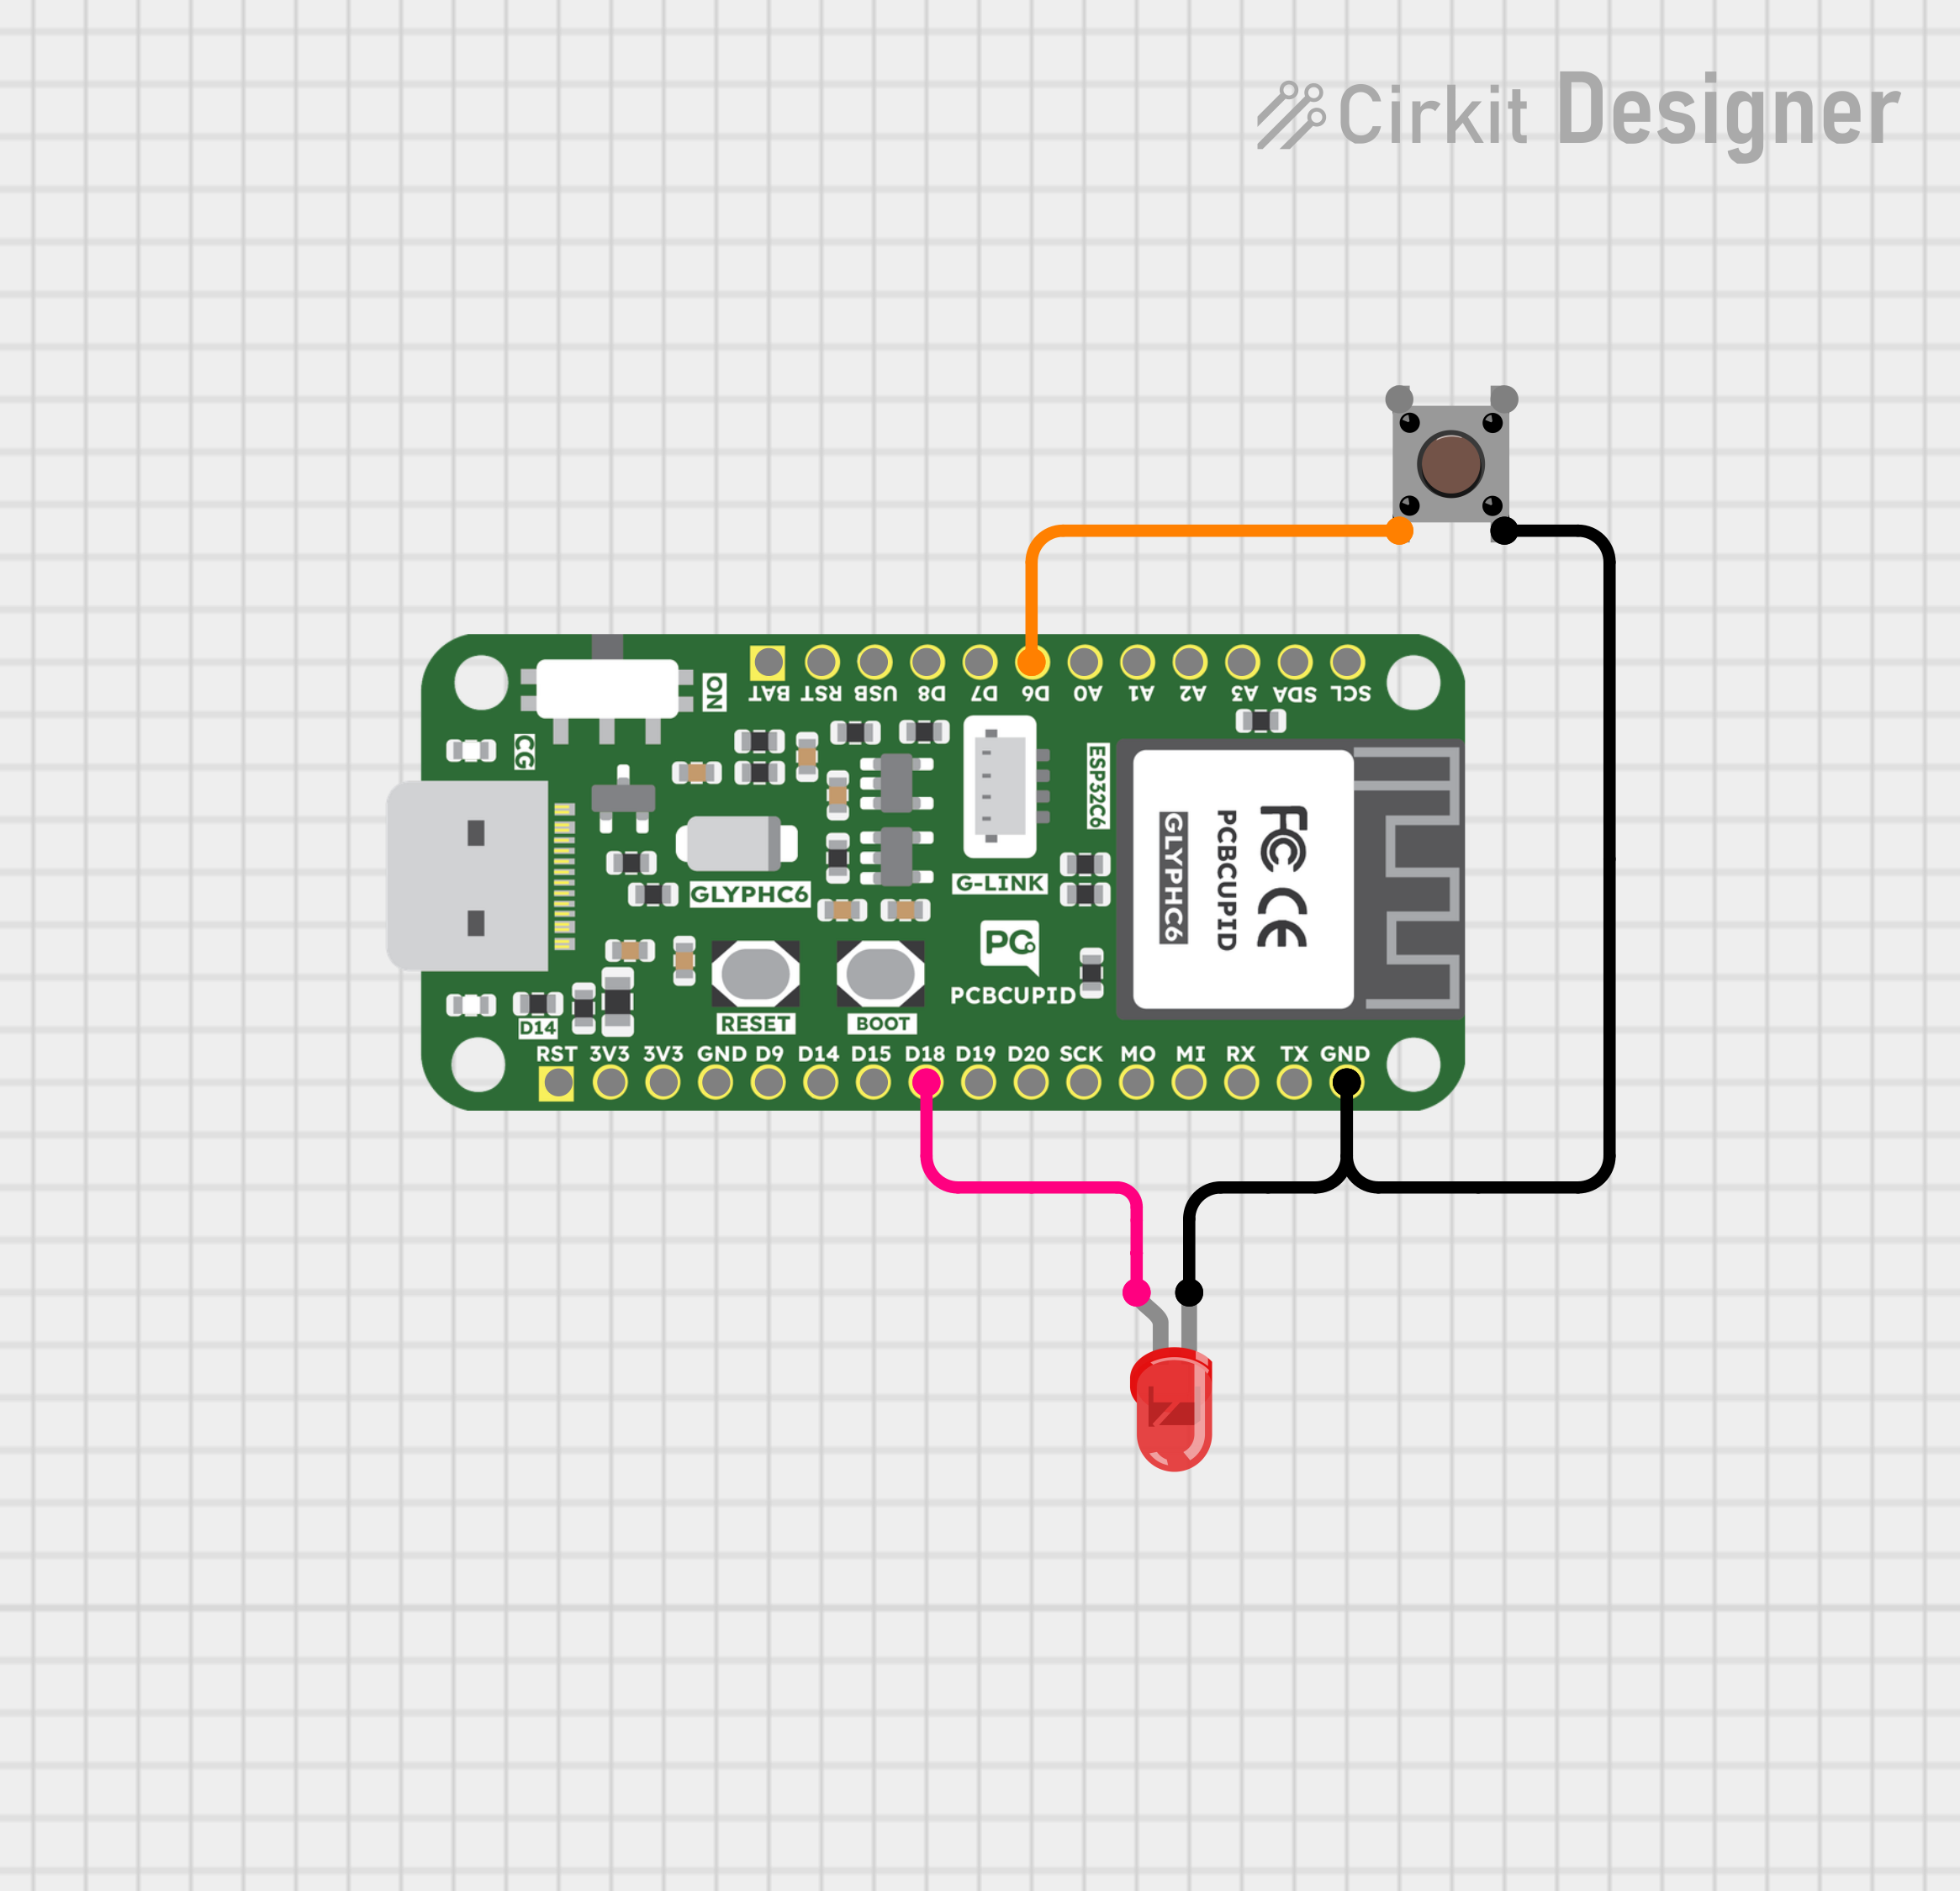 Cirkit Designer
ON
BAT RST USB D8 D7 D6 A0 A1 A2 A3 SDA SCL
CG
ESP32C6
GLYPHC6
G-LINK
GLYPHC6
PCBCUPID
FC CE
PC
PCBCUPID
D14
RESET
BOOT
RST 3V3 3V3 GND D9 D14 D15 D18 D19 D20 SCK MO MI RX TX GND